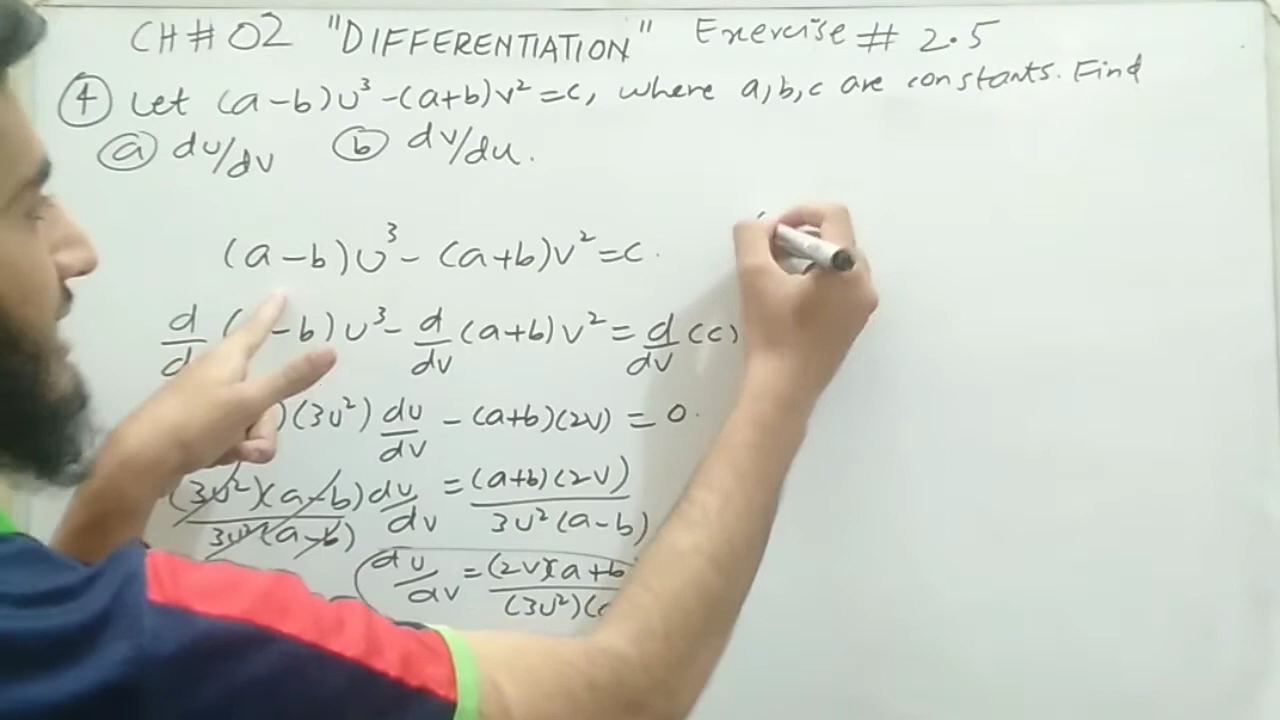 CH # 02 "DIFFERENTIATION" Exercise # 2.5
④ Let (a-b)u³-(a+b)v²=c, where a,b,c are constants. Find
ⓐ du/dv ⓑ dv/du.
(a-b)u³-(a+b)v²=c.
d/d ( -b)u³- d/dv (a+b)v²= d/dv (c)
)(3u²) du/dv - (a+b)(2v) = 0.
(3u²)(a-b)/3u²(a-b) du/dv = (a+b)(2v)/3u²(a-b)
du/dv = (2v)(a+b/(3u²)(